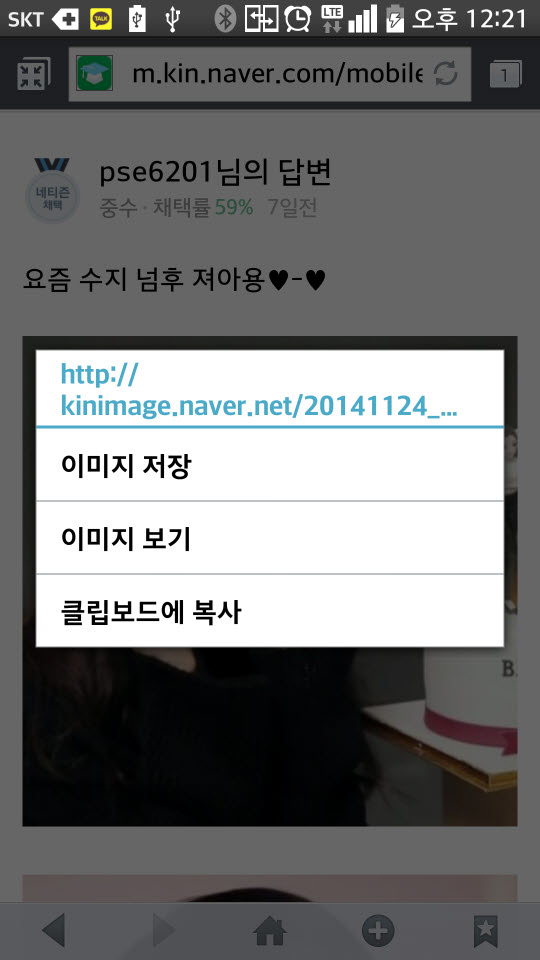 SKT TALK LTE 오후 12:21
m.kin.naver.com/mobile 1
네티즌
채택
pse6201님의 답변
중수 · 채택률 59% 7일전
요즘 수지 넘후 져아용♥-♥
http://
kinimage.naver.net/20141124_...
이미지 저장
이미지 보기
클립보드에 복사
B.